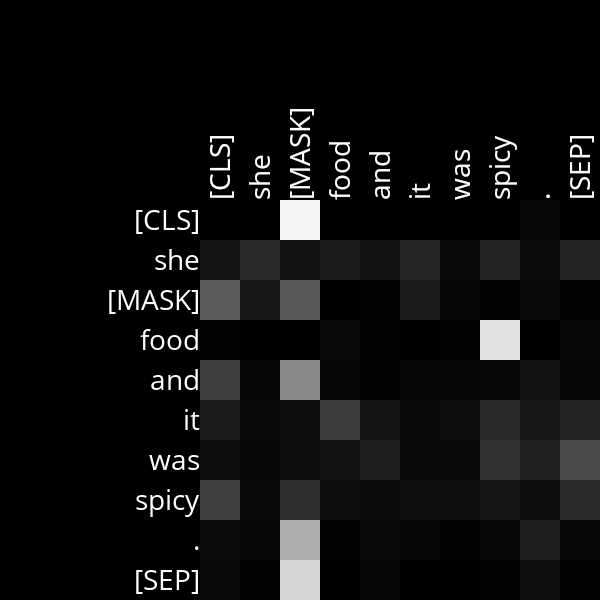 [CLS] she [MASK] food and it was spicy . [SEP]
[CLS]
she
[MASK]
food
and
it
was
spicy
.
[SEP]